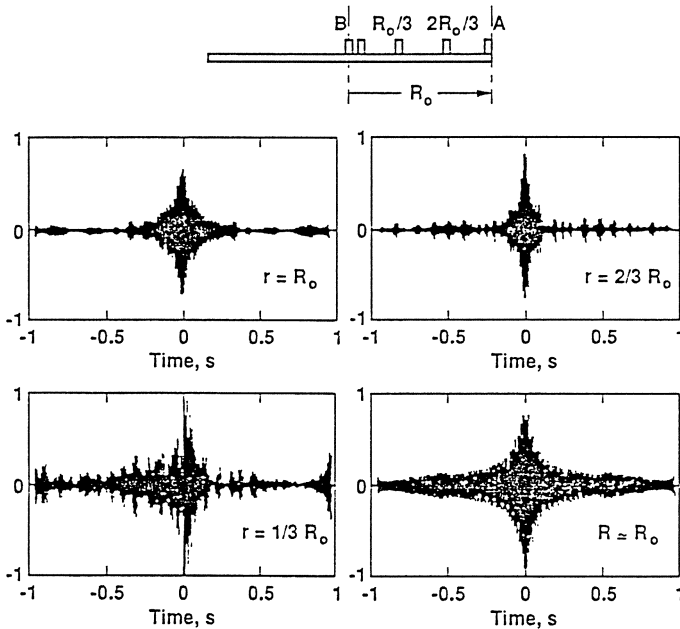 B R₀/3 2R₀/3 A
R₀
1 1
0 0
r = R₀ r = 2/3 R₀
-1 -1
-1 -0.5 0 0.5 1 -1 -0.5 0 0.5 1
Time, s Time, s
1 1
0 0
r = 1/3 R₀ R ≃ R₀
-1 -1
-1 -0.5 0 0.5 1 -1 -0.5 0 0.5 1
Time, s Time, s